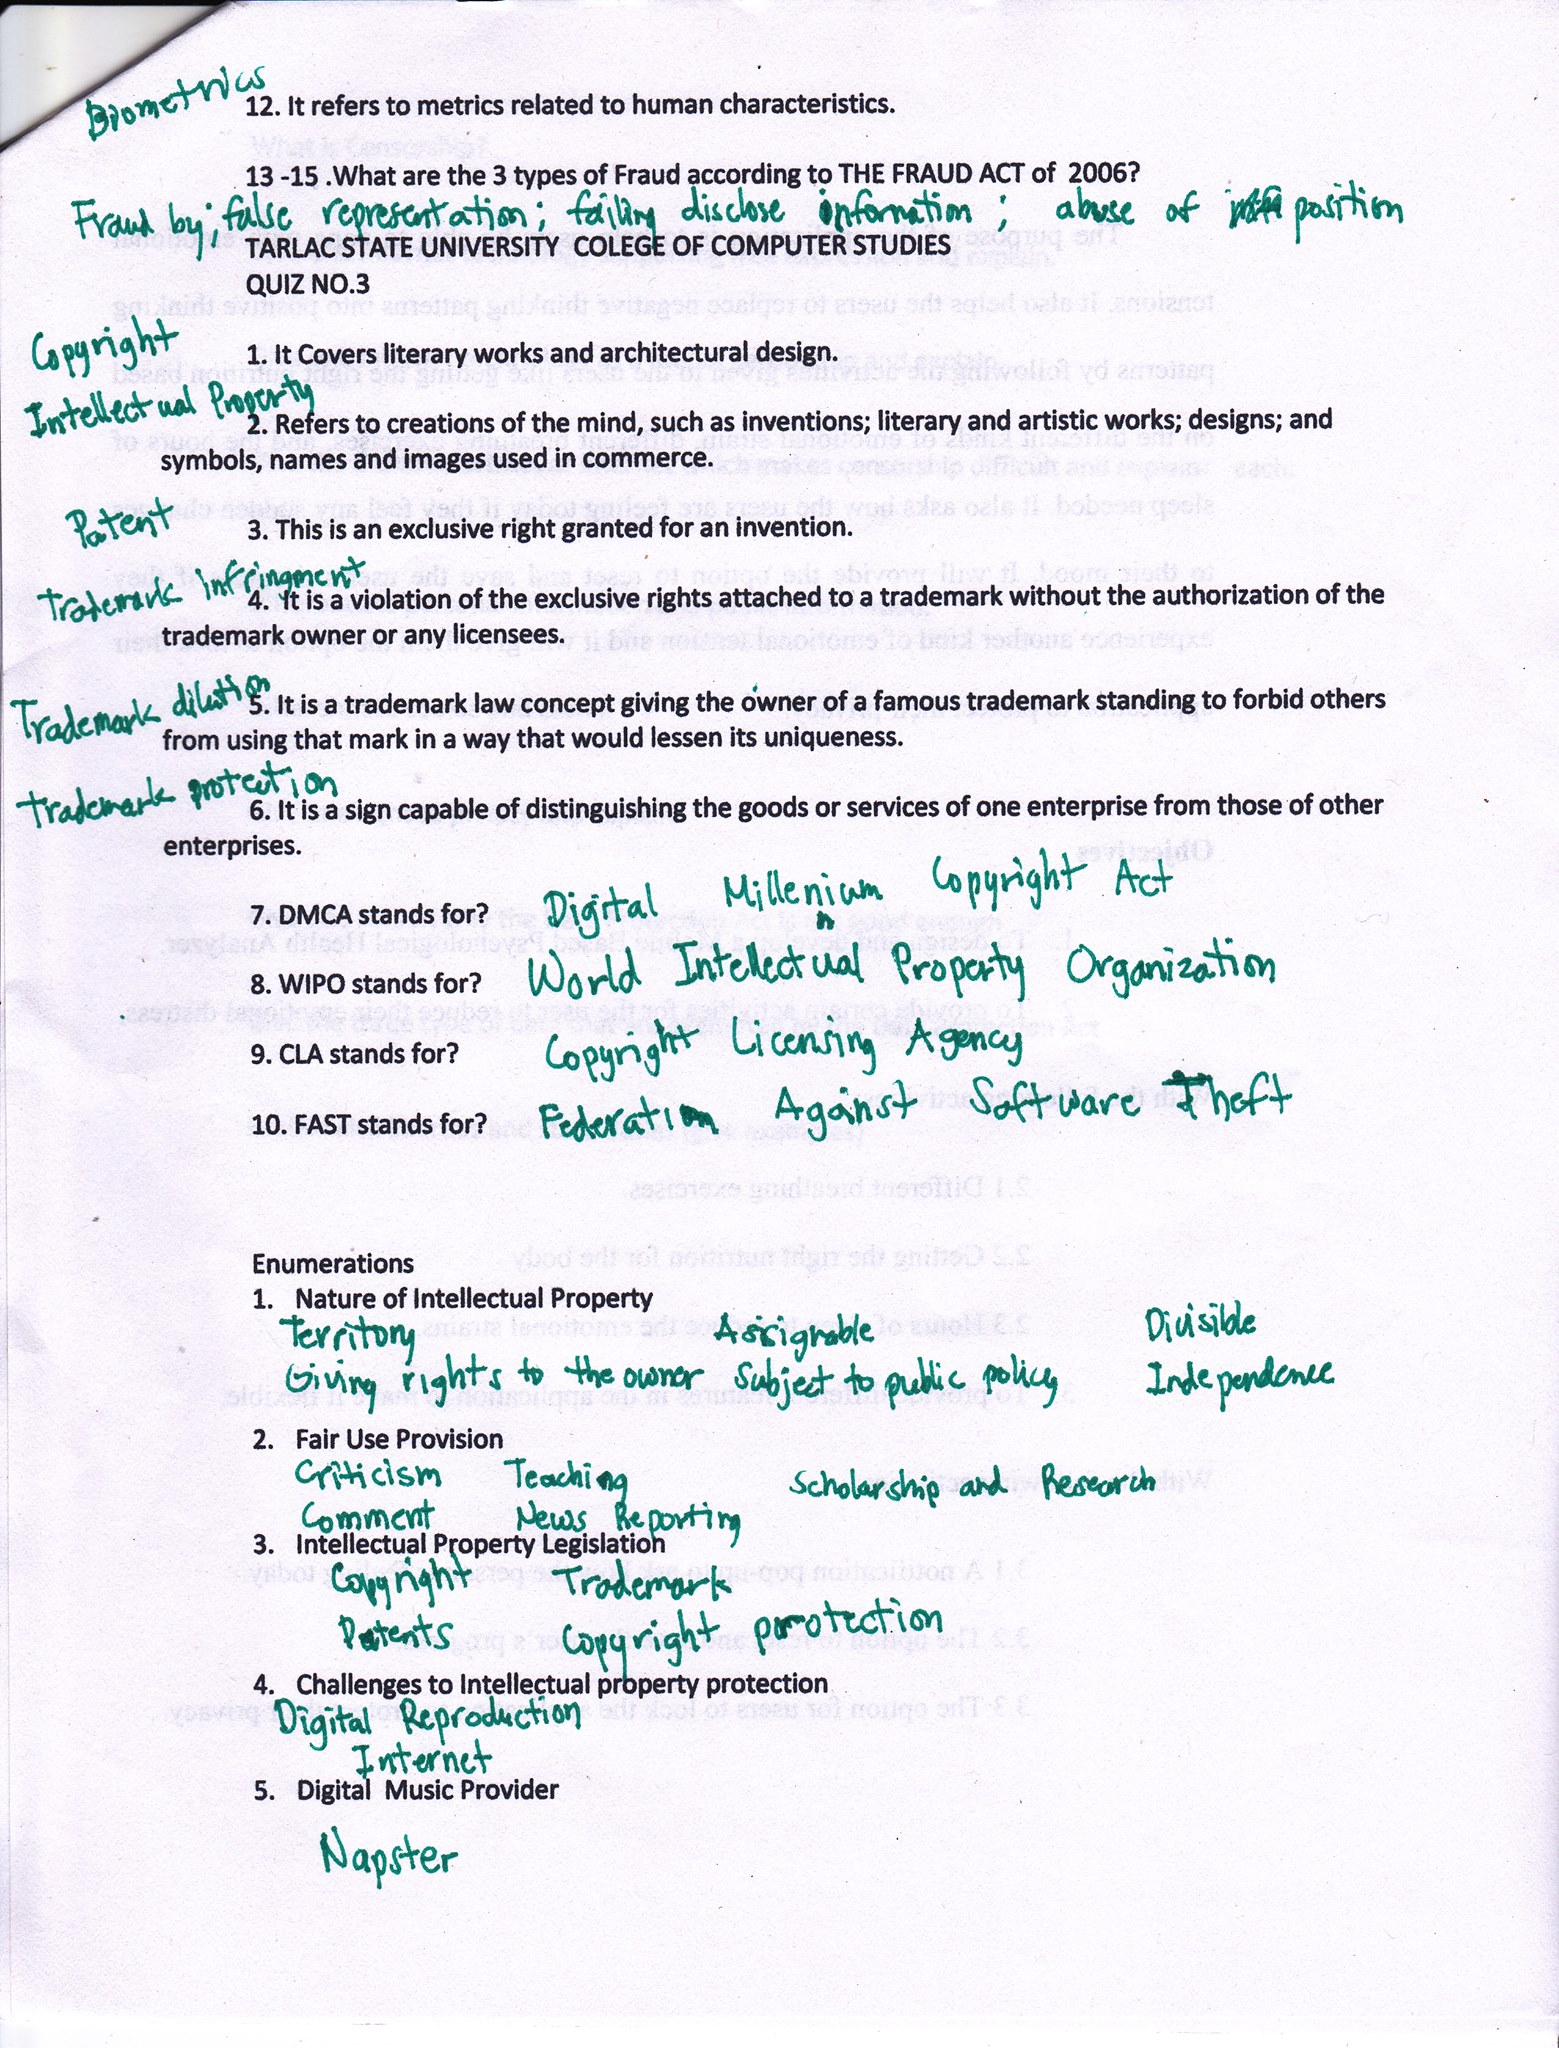 Biometrics
12. It refers to metrics related to human characteristics.
13 -15 .What are the 3 types of Fraud according to THE FRAUD ACT of 2006?
Fraud by; false representation; failing disclose information; abuse of position
TARLAC STATE UNIVERSITY COLEGE OF COMPUTER STUDIES
QUIZ NO.3
Copyright
1. It Covers literary works and architectural design.
Intellectual Property
2. Refers to creations of the mind, such as inventions; literary and artistic works; designs; and
symbols, names and images used in commerce.
Patent
3. This is an exclusive right granted for an invention.
Trademark infringment
4. It is a violation of the exclusive rights attached to a trademark without the authorization of the
trademark owner or any licensees.
Trademark dilution
5. It is a trademark law concept giving the owner of a famous trademark standing to forbid others
from using that mark in a way that would lessen its uniqueness.
Trademark protection
6. It is a sign capable of distinguishing the goods or services of one enterprise from those of other
enterprises.
7. DMCA stands for? Digital Millennium Copyright Act
8. WIPO stands for? World Intellectual Property Organization
9. CLA stands for? Copyright Licensing Agency
10. FAST stands for? Federation Against Software Theft
Enumerations
1. Nature of Intellectual Property
Territory Assignable Divisible
Giving rights to the owner Subject to public policy Independence
2. Fair Use Provision
Criticism Teaching Scholarship and Research
Comment News Reporting
3. Intellectual Property Legislation
Copyright Trademark
Patents Copyright protection
4. Challenges to Intellectual property protection
Digital Reproduction
Internet
5. Digital Music Provider
Napster